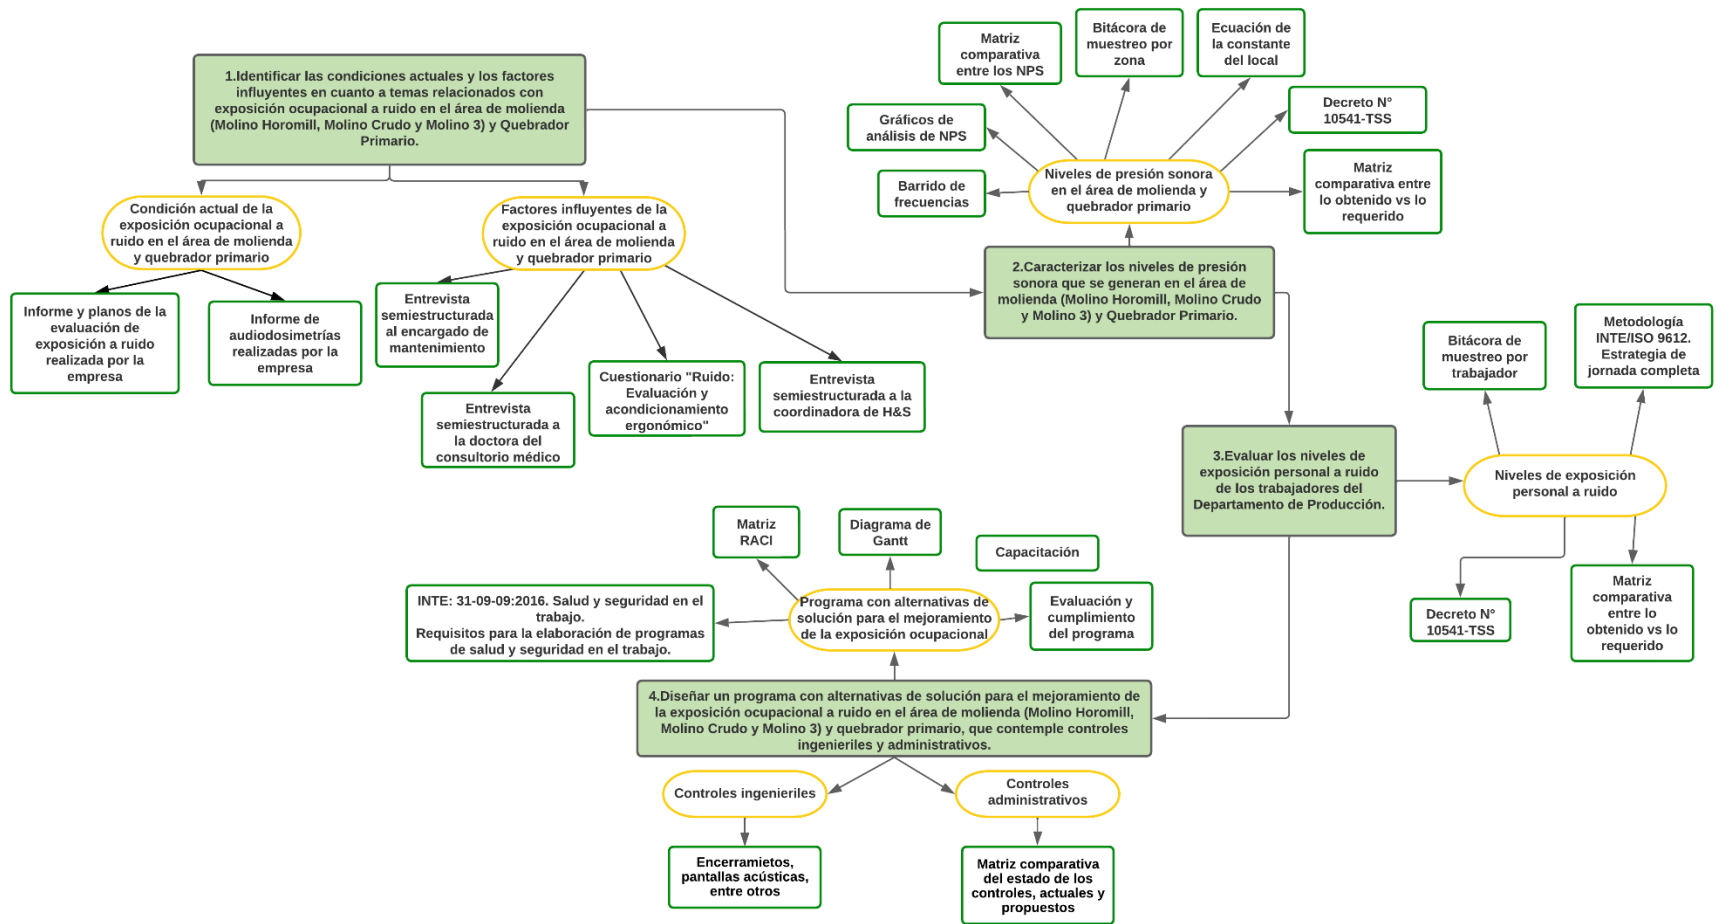 1.Identificar las condiciones actuales y los factores
influyentes en cuanto a temas relacionados con
exposición ocupacional a ruido en el área de molienda
(Molino Horomill, Molino Crudo y Molino 3) y Quebrador
Primario.
Condición actual de la
exposición ocupacional a
ruido en el área de molienda
y quebrador primario
Factores influyentes de la
exposición ocupacional a
ruido en el área de molienda
y quebrador primario
Informe y planos de la
evaluación de
exposición a ruido
realizada por la
empresa
Informe de
audiodosimetrías
realizadas por la
empresa
Entrevista
semiestructurada
al encargado de
mantenimiento
Entrevista
semiestructurada a
la doctora del
consultorio médico
Cuestionario "Ruido:
Evaluación y
acondicionamiento
ergonómico"
Entrevista
semiestructurada a la
coordinadora de H&S
Matriz
comparativa
entre los NPS
Bitácora de
muestreo por
zona
Ecuación de
la constante
del local
Gráficos de
análisis de NPS
Decreto N°
10541-TSS
Barrido de
frecuencias
Niveles de presión sonora
en el área de molienda y
quebrador primario
Matriz
comparativa entre
lo obtenido vs lo
requerido
2.Caracterizar los niveles de presión
sonora que se generan en el área de
molienda (Molino Horomill, Molino Crudo
y Molino 3) y Quebrador Primario.
Bitácora de
muestreo por
trabajador
Metodología
INTE/ISO 9612.
Estrategia de
jornada completa
3.Evaluar los niveles de
exposición personal a ruido
de los trabajadores del
Departamento de Producción.
Niveles de exposición
personal a ruido
Decreto N°
10541-TSS
Matriz
comparativa
entre lo
obtenido vs lo
requerido
Matriz
RACI
Diagrama de
Gantt
Capacitación
INTE: 31-09-09:2016. Salud y seguridad en el
trabajo.
Requisitos para la elaboración de programas
de salud y seguridad en el trabajo.
Programa con alternativas de
solución para el mejoramiento
de la exposición ocupacional
Evaluación y
cumplimiento
del programa
4.Diseñar un programa con alternativas de solución para el mejoramiento de
la exposición ocupacional a ruido en el área de molienda (Molino Horomill,
Molino Crudo y Molino 3) y quebrador primario, que contemple controles
ingenieriles y administrativos.
Controles ingenieriles
Controles
administrativos
Encerramietos,
pantallas acústicas,
entre otros
Matriz comparativa
del estado de los
controles, actuales y
propuestos